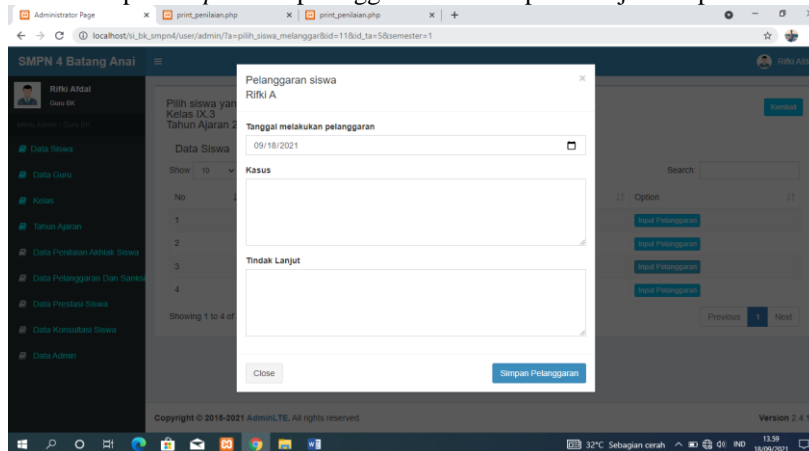 Administrator Page
print_penilaian.php
print_penilaian.php
localhost/si_bk_smpn4/user/admin/?a=pilih_siswa_melanggar&id=11&id_ta=5&semester=1
SMPN 4 Batang Anai
Rifki Afdal
Guru BK
Menu Admin / Guru BK
Data Siswa
Data Guru
Kelas
Tahun Ajaran
Data Penilaian Akhlak Siswa
Data Pelanggaran Dan Sanksi
Data Prestasi Siswa
Data Konsultasi Siswa
Data Admin
Pilih siswa yan
Kelas IX.3
Tahun Ajaran 2
Kembali
Data Siswa
Show 10
Search:
No
Option
1 Input Pelanggaran
2 Input Pelanggaran
3 Input Pelanggaran
4 Input Pelanggaran
Showing 1 to 4 of
Previous 1 Next
Pelanggaran siswa
Rifki A
×
Tanggal melakukan pelanggaran
09/18/2021
Kasus
Tindak Lanjut
Close
Simpan Pelanggaran
Copyright © 2016-2021 AdminLTE. All rights reserved.
Version 2.4.1
32°C Sebagian cerah
IND
13.59
18/09/2021